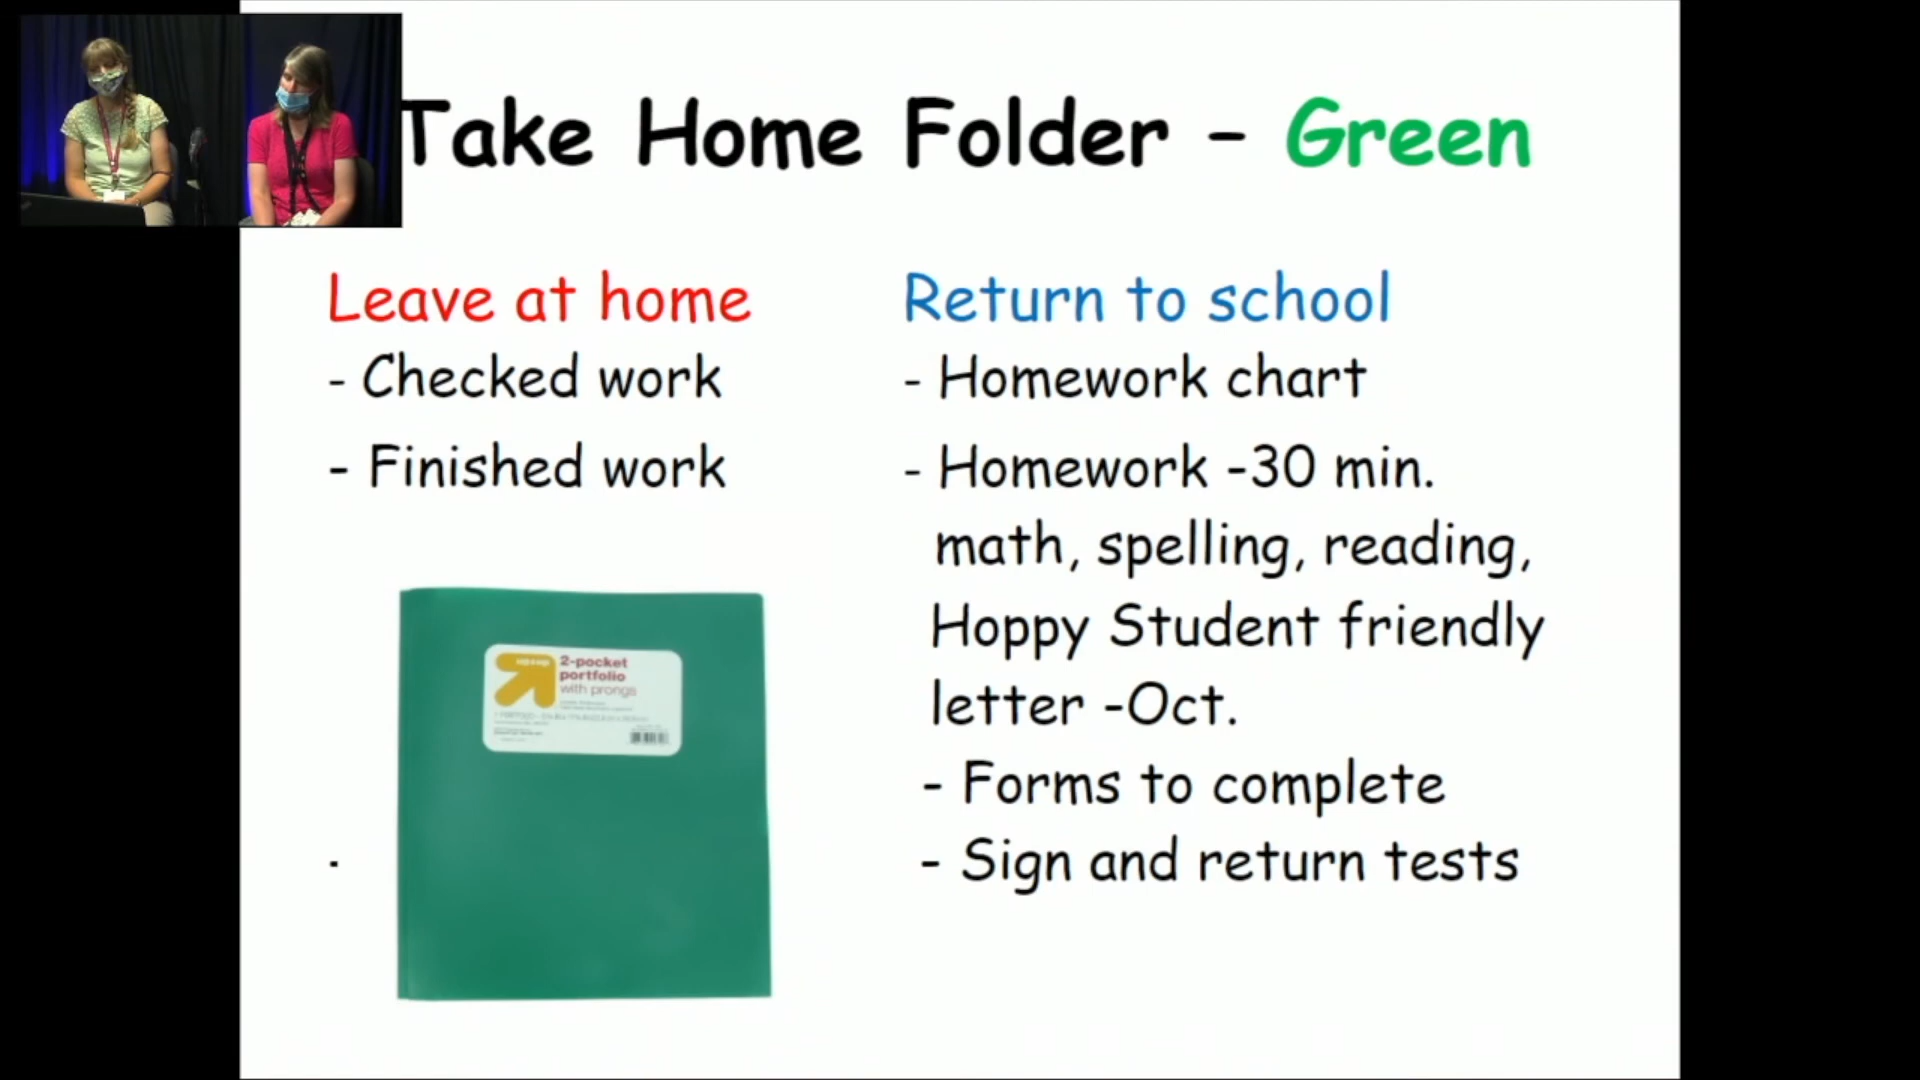 Take Home Folder – Green
Leave at home
- Checked work
- Finished work
-
Return to school
- Homework chart
- Homework -30 min.
math, spelling, reading,
Hoppy Student friendly
letter -Oct.
- Forms to complete
- Sign and return tests
up&up
2-pocket
portfolio
with prongs